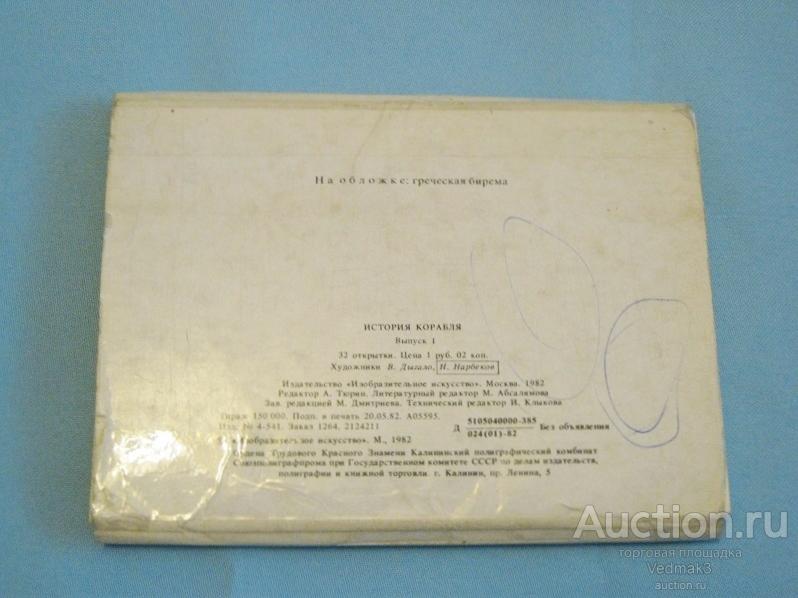 На обложке: греческая бирема
ИСТОРИЯ КОРАБЛЯ
Выпуск 1
32 открытки. Цена 1 руб. 02 коп.
Художники В. Дыгало, Н. Нарбеков
Издательство «Изобразительное искусство». Москва. 1982
Редактор А. Тюрин. Литературный редактор М. Абсалямова
Зав. редакцией М. Дмитриева. Технический редактор И. Клыкова
Тираж 150 000. Подп. в печать 20.05.82. А05595.
Изд. № 4-541. Заказ 1264. 2124211
Д 5105040000-385 Без объявления
024(01)-82
«Изобразительное искусство». М., 1982
Ордена Трудового Красного Знамени Калининский полиграфический комбинат
Союзполиграфпрома при Государственном комитете СССР по делам издательств,
полиграфии и книжной торговли. г. Калинин, пр. Ленина, 5
Auction.ru
торговая площадка
Vedmak3
auction.ru